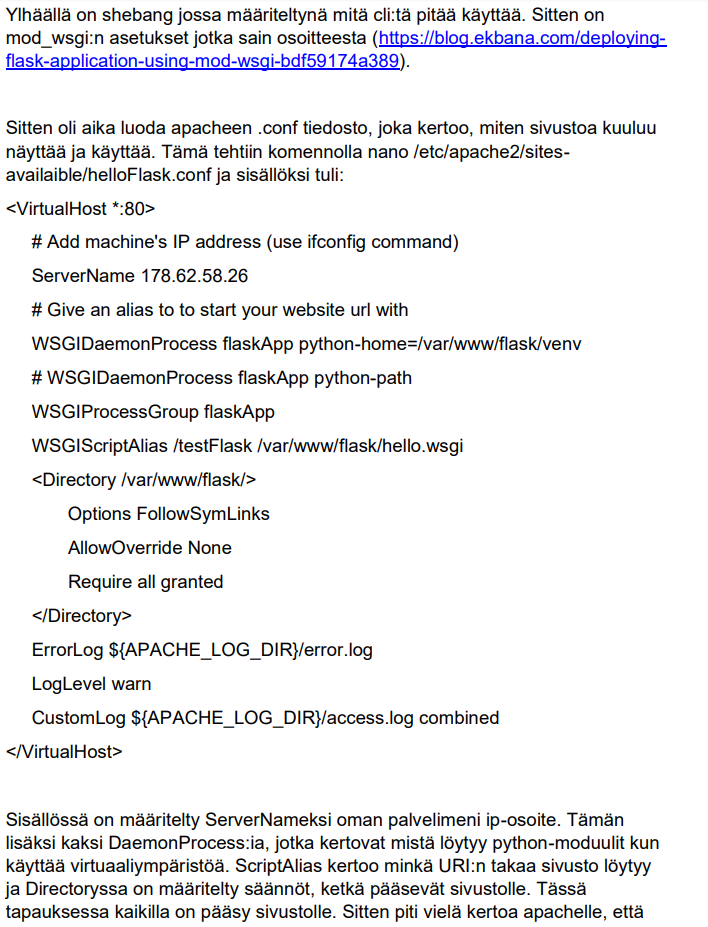 Ylhäällä on shebang jossa määriteltynä mitä cli:tä pitää käyttää. Sitten on
mod_wsgi:n asetukset jotka sain osoitteesta (https://blog.ekbana.com/deploying-
flask-application-using-mod-wsgi-bdf59174a389).
Sitten oli aika luoda apacheen .conf tiedosto, joka kertoo, miten sivustoa kuuluu
näyttää ja käyttää. Tämä tehtiin komennolla nano /etc/apache2/sites-
availaible/helloFlask.conf ja sisällöksi tuli:
<VirtualHost *:80>
# Add machine's IP address (use ifconfig command)
ServerName 178.62.58.26
# Give an alias to to start your website url with
WSGIDaemonProcess flaskApp python-home=/var/www/flask/venv
# WSGIDaemonProcess flaskApp python-path
WSGIProcessGroup flaskApp
WSGIScriptAlias /testFlask /var/www/flask/hello.wsgi
<Directory /var/www/flask/>
Options FollowSymLinks
AllowOverride None
Require all granted
</Directory>
ErrorLog ${APACHE_LOG_DIR}/error.log
LogLevel warn
CustomLog ${APACHE_LOG_DIR}/access.log combined
</VirtualHost>
Sisällössä on määritelty ServerNameksi oman palvelimeni ip-osoite. Tämän
lisäksi kaksi DaemonProcess:ia, jotka kertovat mistä löytyy python-moduulit kun
käyttää virtuaaliympäristöä. ScriptAlias kertoo minkä URI:n takaa sivusto löytyy
ja Directoryssa on määritelty säännöt, ketkä pääsevät sivustolle. Tässä
tapauksessa kaikilla on pääsy sivustolle. Sitten piti vielä kertoa apachelle, että